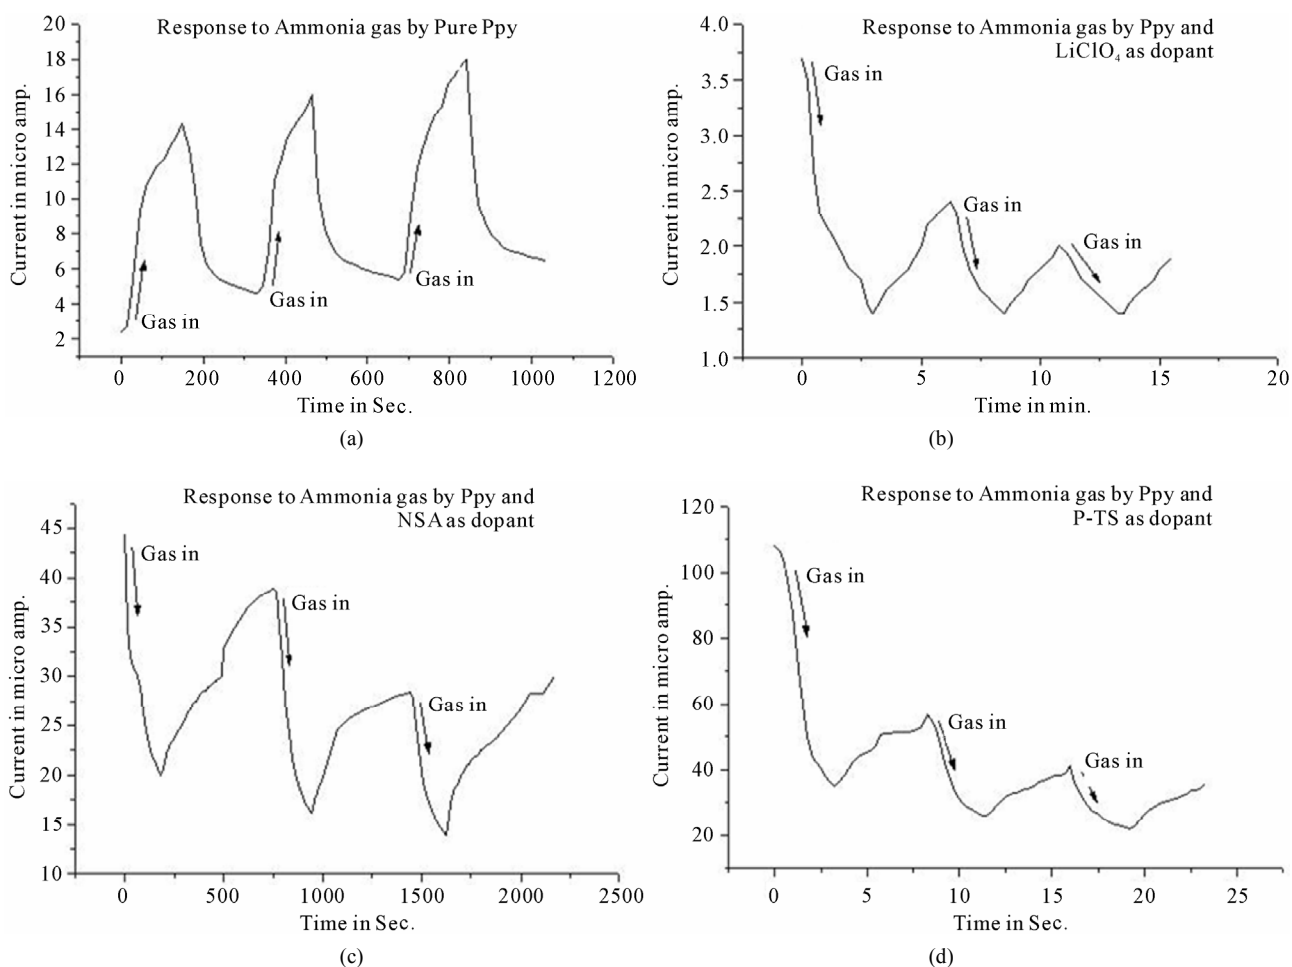 Response to Ammonia gas by Pure Ppy
20
18
16
14
12
10
8
6
4
2
Current in micro amp.
Gas in
Gas in
Gas in
0
200
400
600
800
1000
1200
Time in Sec.
(a)
Response to Ammonia gas by Ppy and
LiClO4 as dopant
4.0
3.5
3.0
2.5
2.0
1.5
1.0
Current in micro amp.
Gas in
Gas in
Gas in
0
5
10
15
20
Time in min.
(b)
Response to Ammonia gas by Ppy and
NSA as dopant
45
40
35
30
25
20
15
10
Current in micro amp.
Gas in
Gas in
Gas in
0
500
1000
1500
2000
2500
Time in Sec.
(c)
Response to Ammonia gas by Ppy and
P-TS as dopant
120
100
80
60
40
20
Current in micro amp.
Gas in
Gas in
Gas in
0
5
10
15
20
25
Time in Sec.
(d)